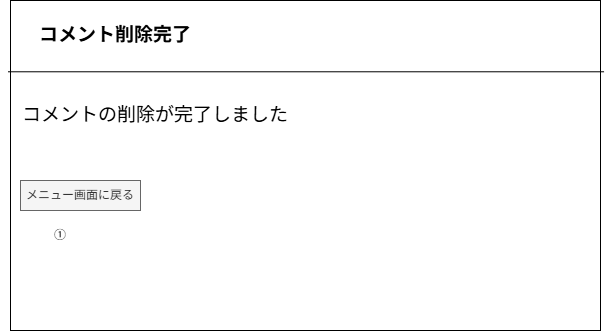 コメント削除完了
コメントの削除が完了しました
メニュー画面に戻る
①